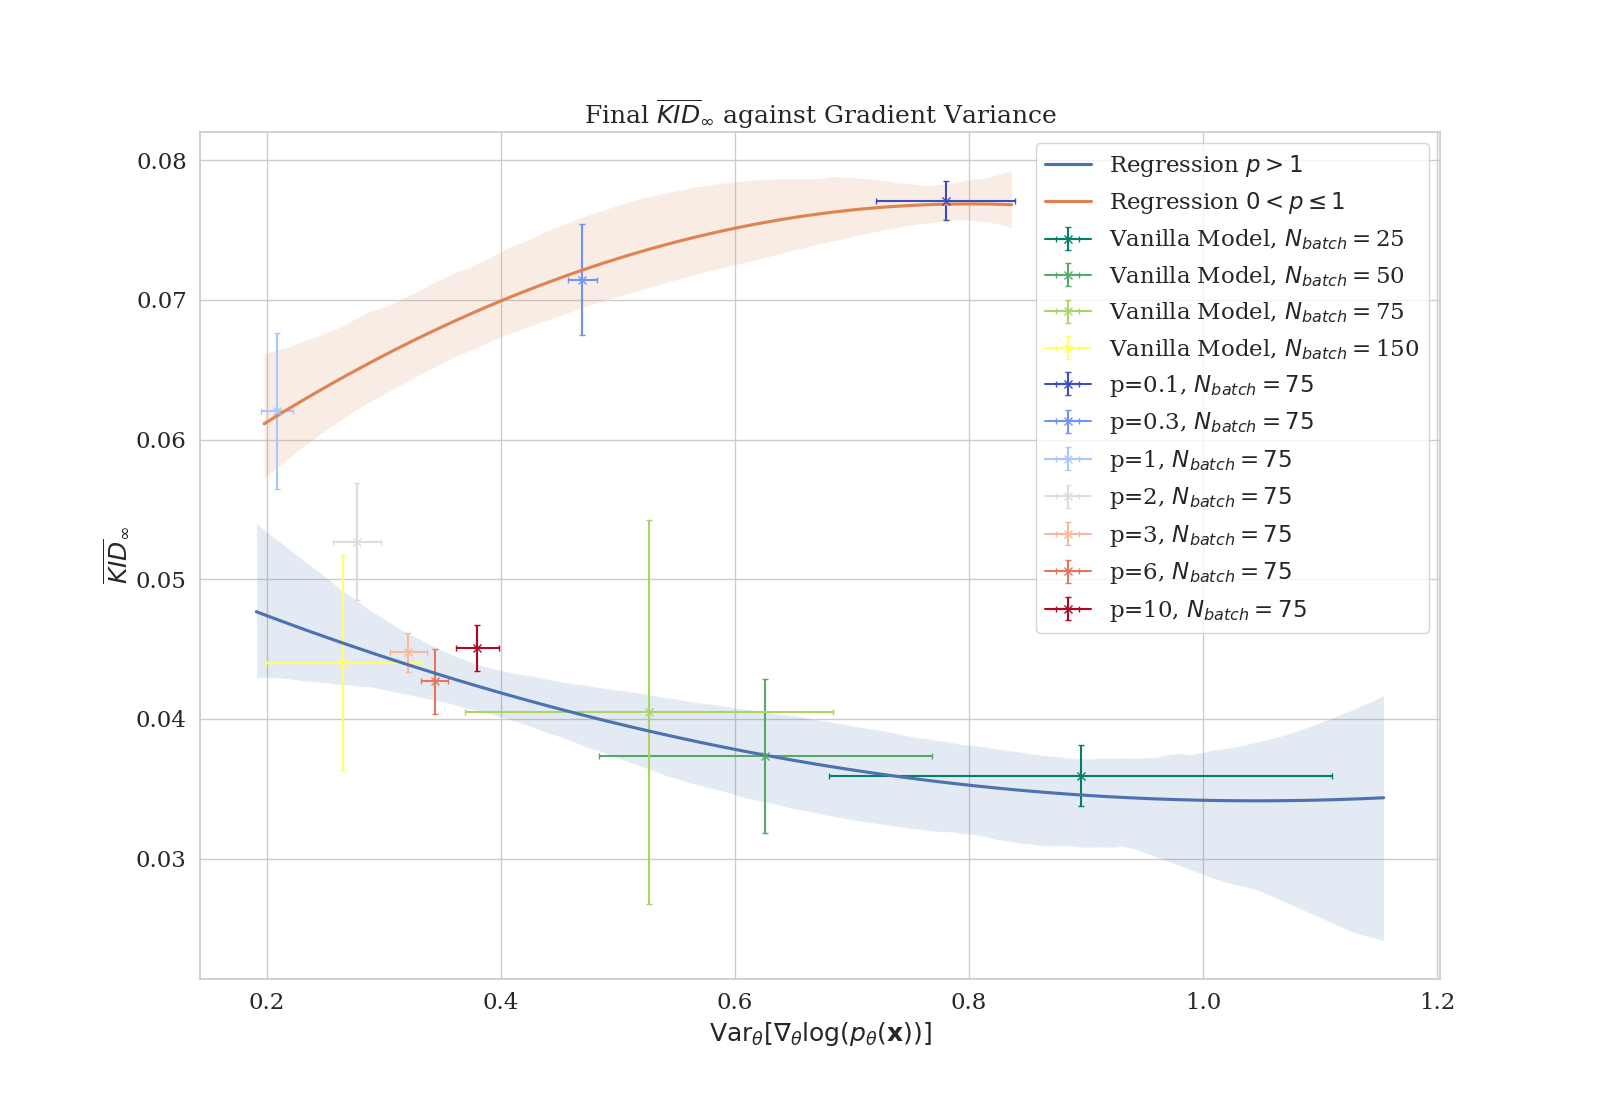 Final $\overline{KID}_\infty$ against Gradient Variance
0.08
0.07
0.06
0.05
0.04
0.03
$\overline{KID}_\infty$
Regression $p > 1$
Regression $0 < p \leq 1$
Vanilla Model, $N_{batch} = 25$
Vanilla Model, $N_{batch} = 50$
Vanilla Model, $N_{batch} = 75$
Vanilla Model, $N_{batch} = 150$
p=0.1, $N_{batch} = 75$
p=0.3, $N_{batch} = 75$
p=1, $N_{batch} = 75$
p=2, $N_{batch} = 75$
p=3, $N_{batch} = 75$
p=6, $N_{batch} = 75$
p=10, $N_{batch} = 75$
0.2 0.4 0.6 0.8 1.0 1.2
$\mathrm{Var}_\theta[\nabla_\theta \log(p_\theta(\mathbf{x}))]$